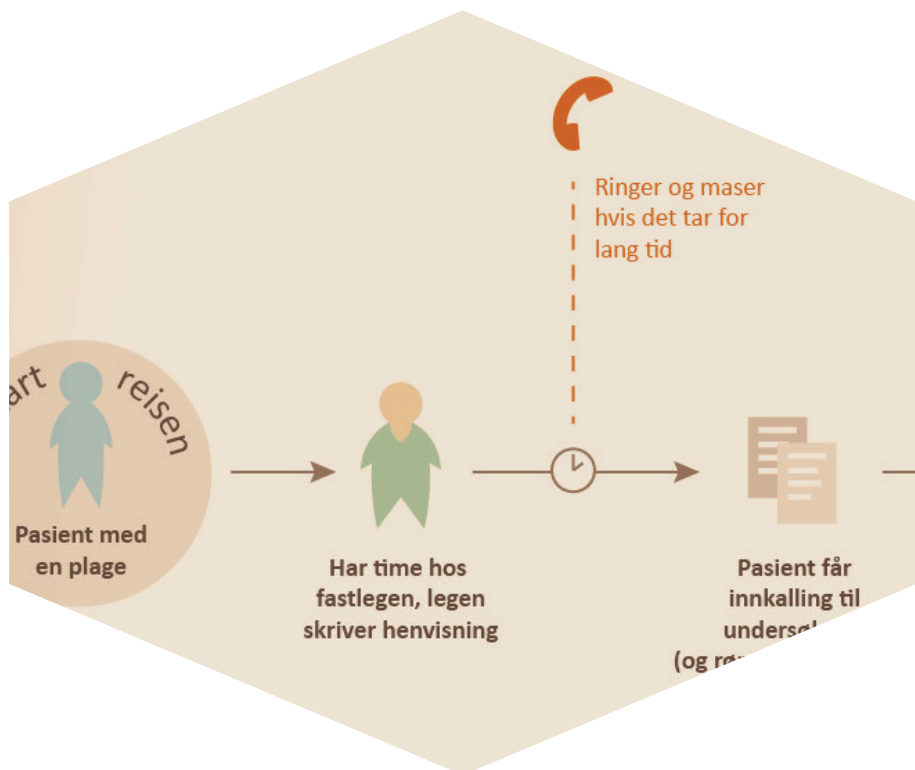 Ringer og maser
hvis det tar for
lang tid
reisen
Pasient med
en plage
Har time hos
fastlegen, legen
skriver henvisning
Pasient får
innkalling til
(og